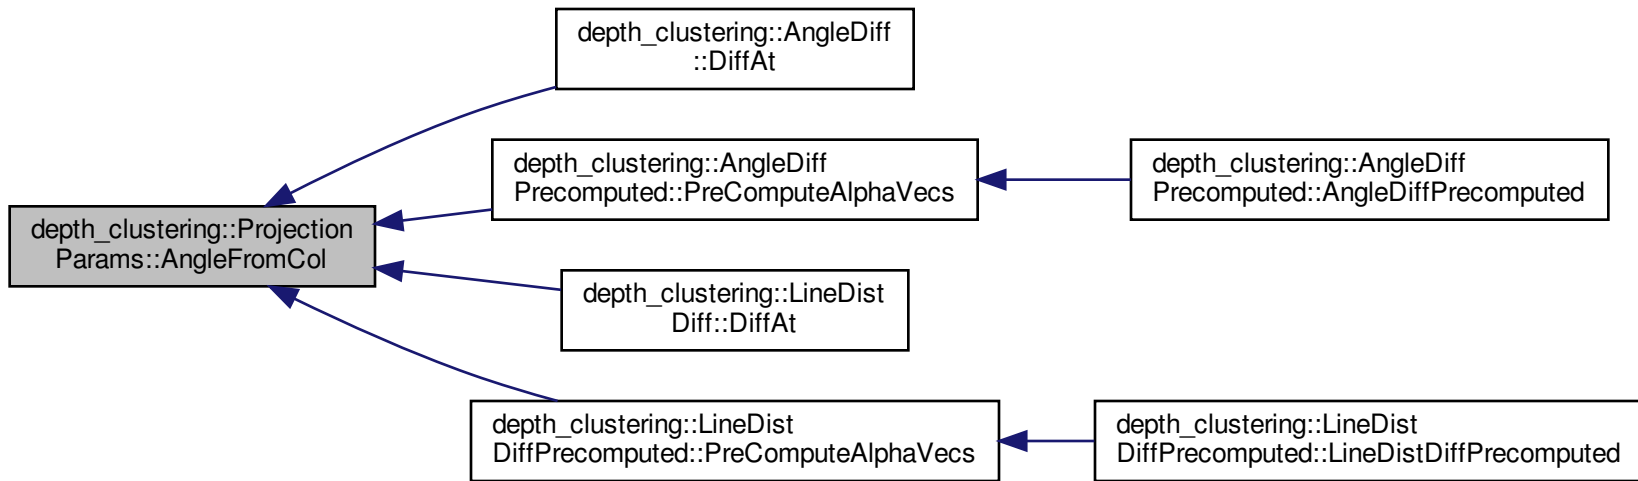 depth_clustering::AngleDiff
::DiffAt
depth_clustering::AngleDiff
Precomputed::PreComputeAlphaVecs
depth_clustering::AngleDiff
Precomputed::AngleDiffPrecomputed
depth_clustering::Projection
Params::AngleFromCol
depth_clustering::LineDist
Diff::DiffAt
depth_clustering::LineDist
DiffPrecomputed::PreComputeAlphaVecs
depth_clustering::LineDist
DiffPrecomputed::LineDistDiffPrecomputed